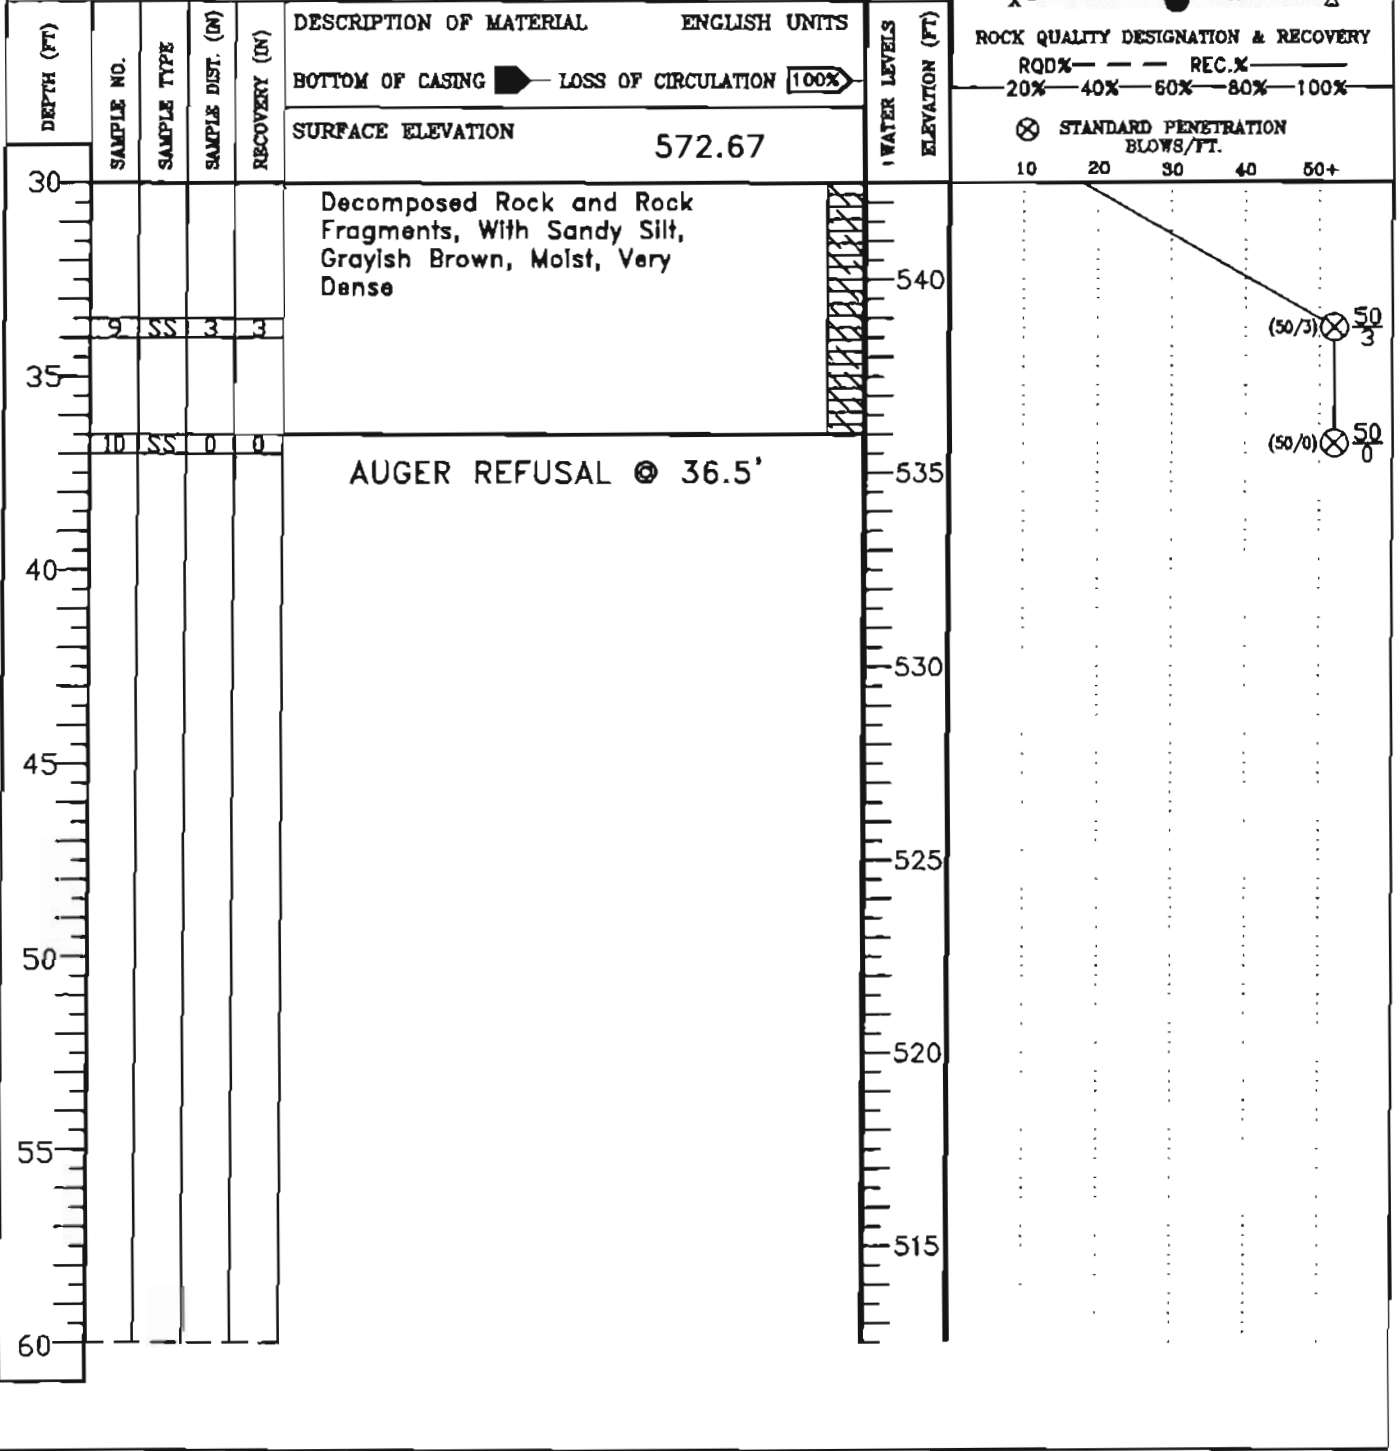 DEPTH (FT)
SAMPLE NO.
SAMPLE TYPE
SAMPLE DIST. (IN)
RECOVERY (IN)
DESCRIPTION OF MATERIAL ENGLISH UNITS
BOTTOM OF CASING LOSS OF CIRCULATION 100%
SURFACE ELEVATION 572.67
WATER LEVELS
ELEVATION (FT)
ROCK QUALITY DESIGNATION & RECOVERY
RQD% REC.%
20% 40% 60% 80% 100%
STANDARD PENETRATION
BLOWS/FT.
10 20 30 40 50+
30
Decomposed Rock and Rock
Fragments, With Sandy Silt,
Grayish Brown, Moist, Very
Dense
540
9 SS 3 3
(50/3) 50
3
35
10 SS 0 0
(50/0) 50
0
AUGER REFUSAL @ 36.5'
535
40
530
45
525
50
520
55
515
60